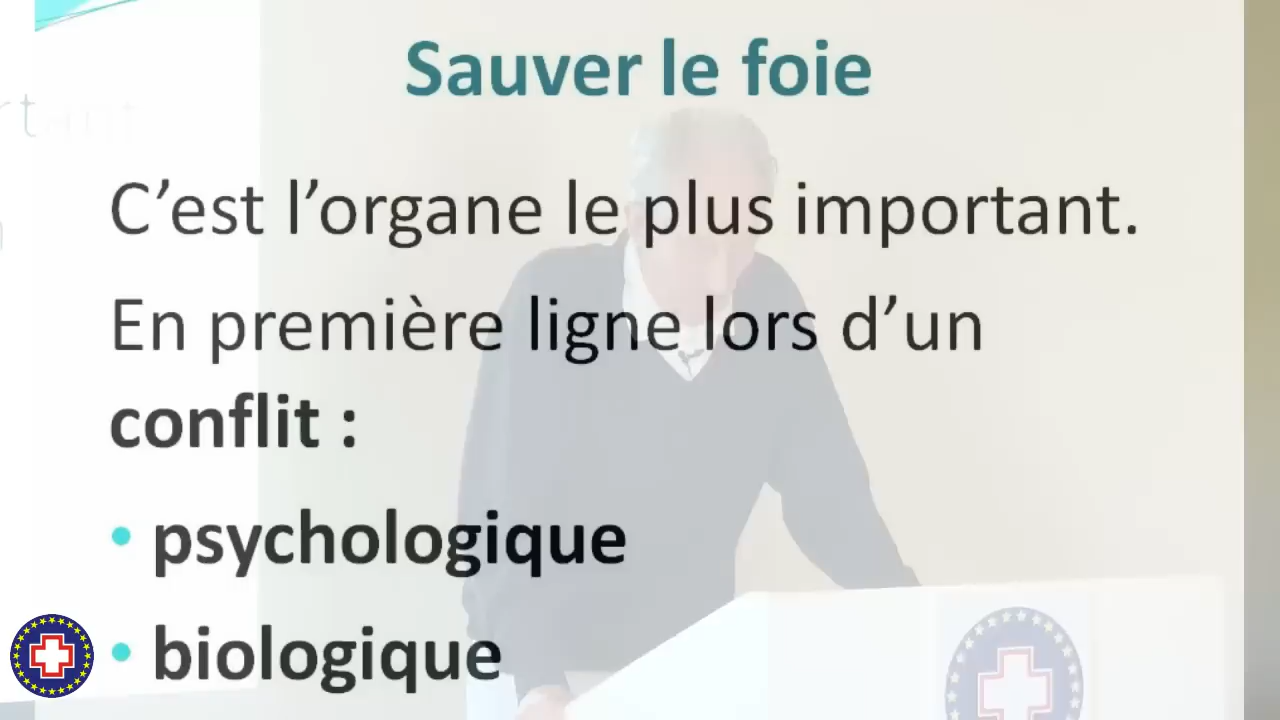 Sauver le foie
C’est l’organe le plus important.
En première ligne lors d’un
conflit :
• psychologique
• biologique